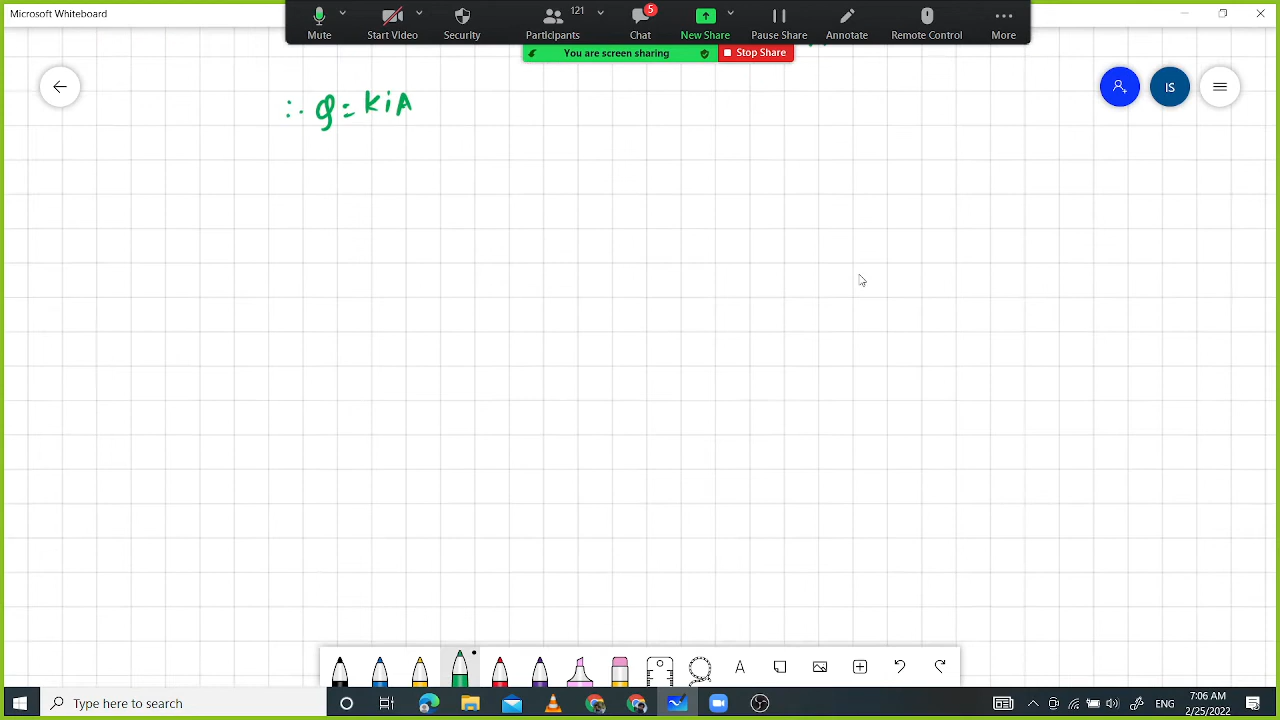 Microsoft Whiteboard
Mute
Start Video
Security
121
Participants
5
Chat
New Share
Pause Share
Annotate
Remote Control
More
You are screen sharing
Stop Share
IS
∴ Q = K i A
A
Type here to search
ENG
7:06 AM
2/25/2022